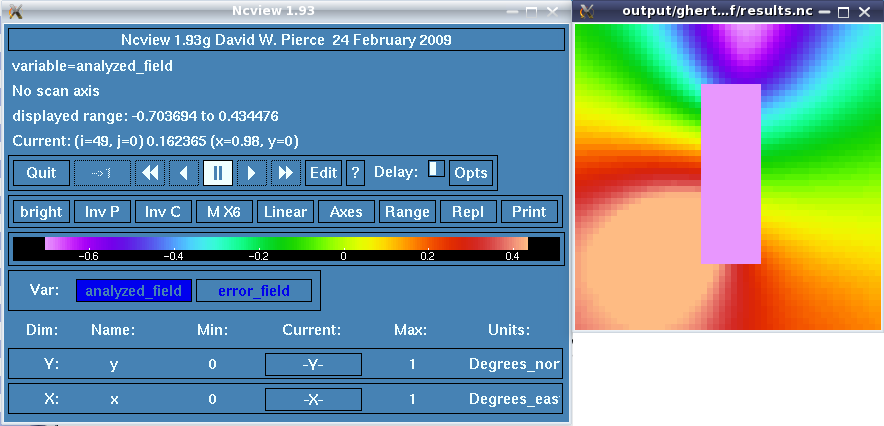 Ncview 1.93
output/ghert...f/results.nc
Ncview 1.93g David W. Pierce 24 February 2009
variable=analyzed_field
No scan axis
displayed range: -0.703694 to 0.434476
Current: (i=49, j=0) 0.162365 (x=0.98, y=0)
Quit ->1 Edit ? Delay: Opts
bright Inv P Inv C M X6 Linear Axes Range Repl Print
-0.6 -0.4 -0.2 0 0.2 0.4
Var: analyzed_field error_field
Dim: Name: Min: Current: Max: Units:
Y: y 0 -Y- 1 Degrees_nor
X: x 0 -X- 1 Degrees_eas